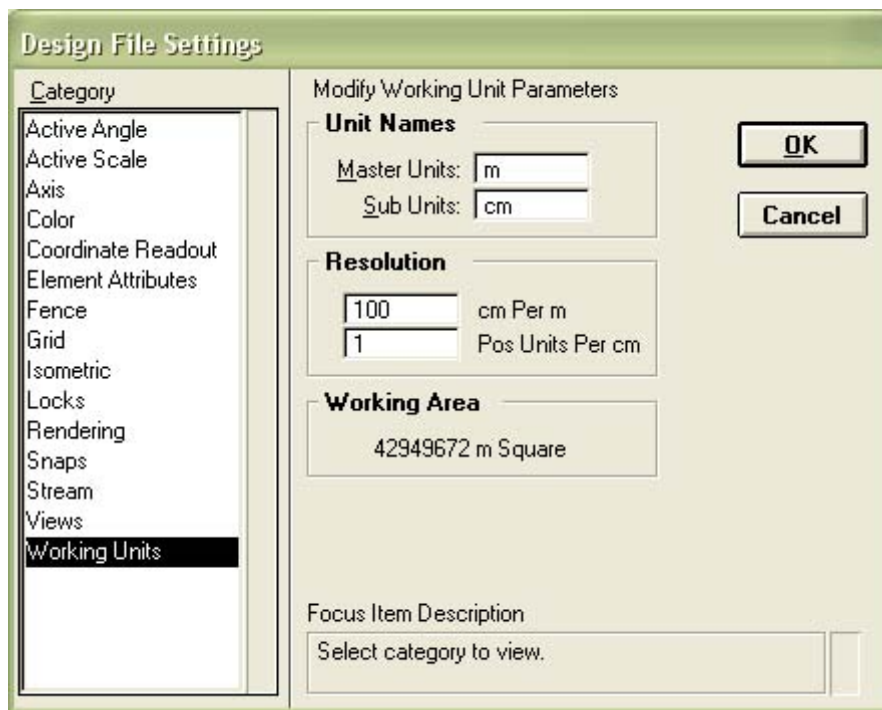 Design File Settings
Category
Active Angle
Active Scale
Axis
Color
Coordinate Readout
Element Attributes
Fence
Grid
Isometric
Locks
Rendering
Snaps
Stream
Views
Working Units
Modify Working Unit Parameters
Unit Names
Master Units: m
Sub Units: cm
Resolution
100 cm Per m
1 Pos Units Per cm
Working Area
42949672 m Square
Focus Item Description
Select category to view.
OK
Cancel